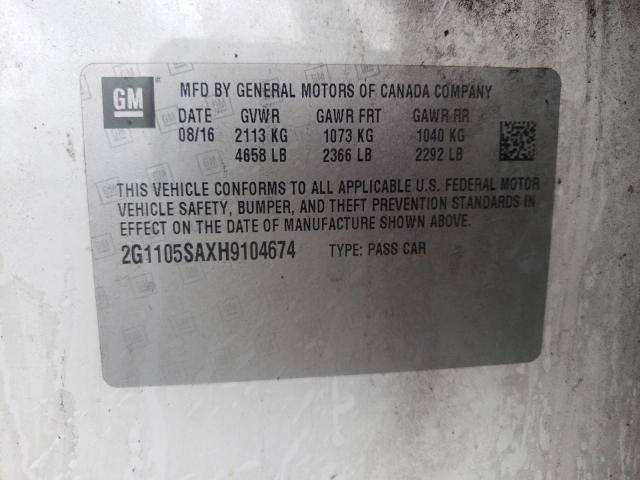 GM
MFD BY GENERAL MOTORS OF CANADA COMPANY
DATE GVWR GAWR FRT GAWR RR
08/16 2113 KG 1073 KG 1040 KG
4658 LB 2366 LB 2292 LB
THIS VEHICLE CONFORMS TO ALL APPLICABLE U.S. FEDERAL MOTOR
VEHICLE SAFETY, BUMPER, AND THEFT PREVENTION STANDARDS IN
EFFECT ON THE DATE OF MANUFACTURE SHOWN ABOVE.
2G1105SAXH9104674 TYPE: PASS CAR